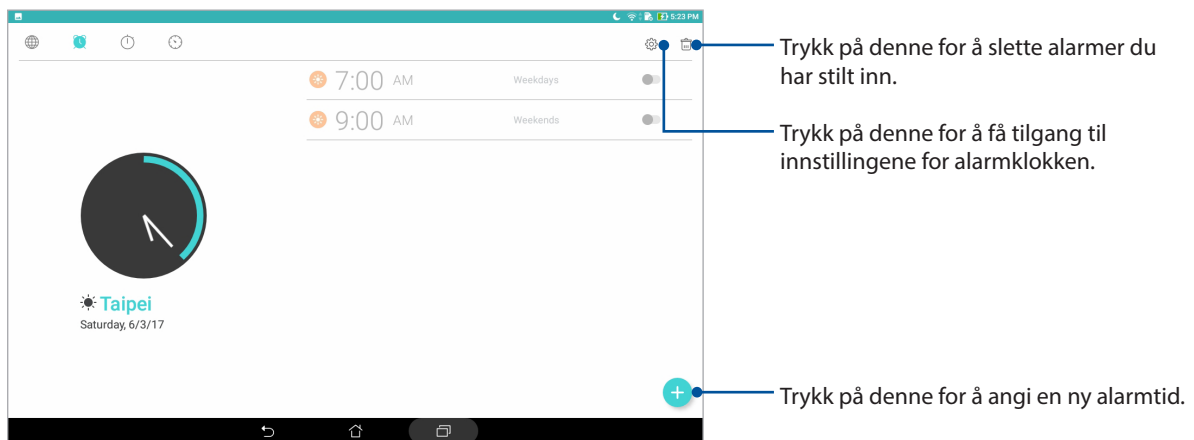 5:23 PM
Trykk på denne for å slette alarmer du
har stilt inn.
7:00 AM Weekdays
9:00 AM Weekends
Trykk på denne for å få tilgang til
innstillingene for alarmklokken.
Taipei
Saturday, 6/3/17
Trykk på denne for å angi en ny alarmtid.